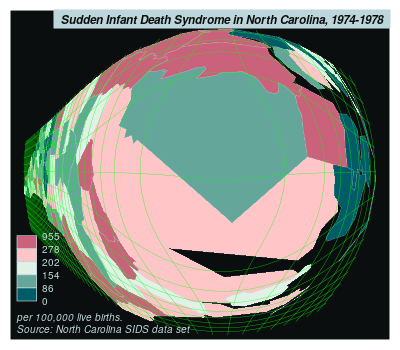 Sudden Infant Death Syndrome in North Carolina, 1974-1978
955
278
202
154
86
0
per 100,000 live births.
Source: North Carolina SIDS data set